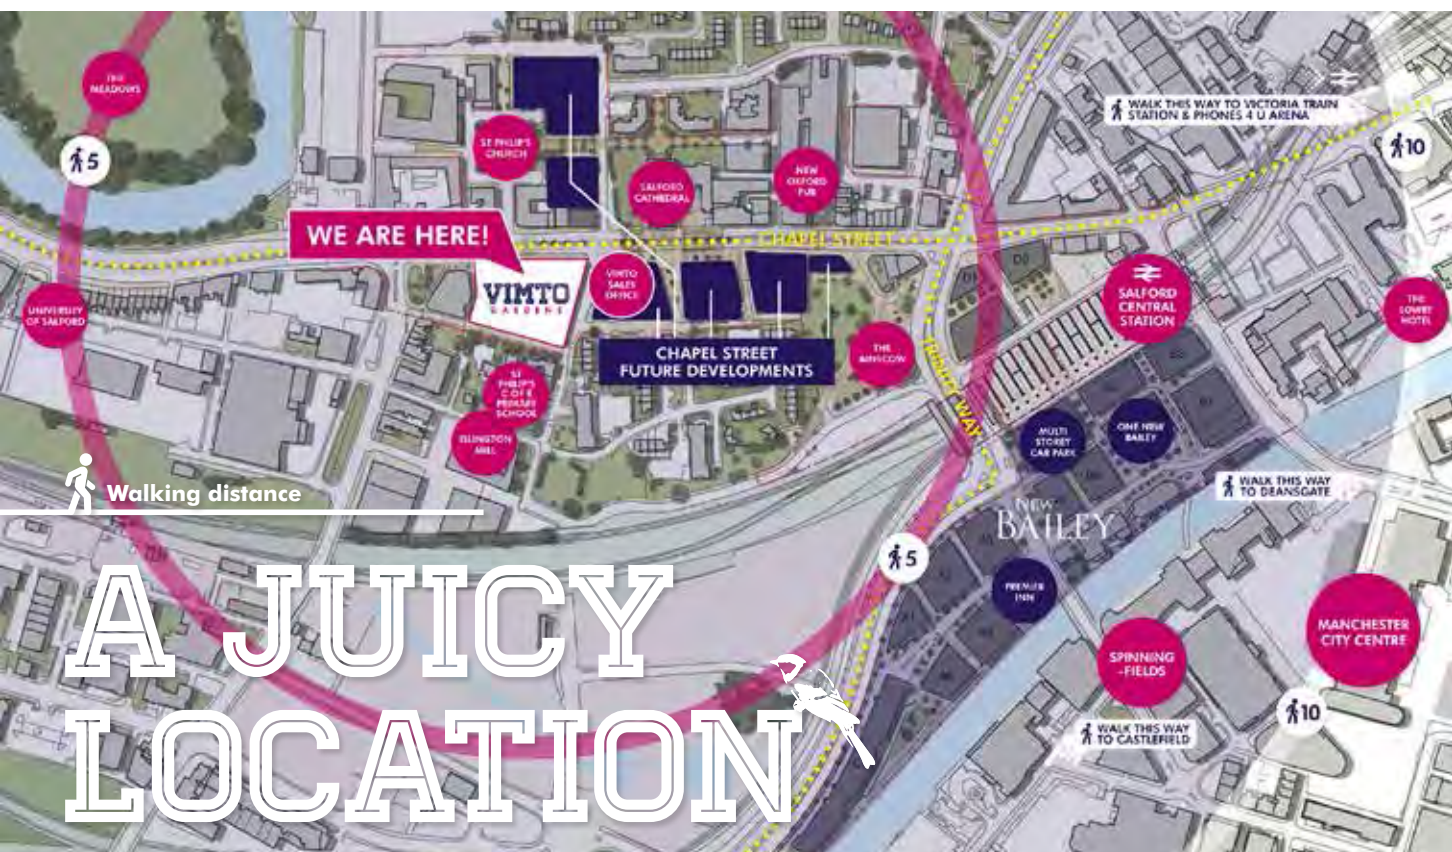 THE
MEADOWS
5
ST PHILIP'S
CHURCH
SALFORD
CATHEDRAL
NEW
OXFORD
PUB
WALK THIS WAY TO VICTORIA TRAIN
STATION & PHONES 4 U ARENA
10
WE ARE HERE!
CHAPEL STREET
VIMTO
GARDENS
VIMTO
SALES
OFFICE
UNIVERSITY
OF SALFORD
CHAPEL STREET
FUTURE DEVELOPMENTS
THE
AINSCOW
TRINITY WAY
SALFORD
CENTRAL
STATION
THE
LOWRY
HOTEL
ST
PHILIP'S
C OF E
PRIMARY
SCHOOL
ISLINGTON
MILL
MULTI
STOREY
CAR PARK
ONE NEW
BAILEY
WALK THIS WAY
TO DEANSGATE
Walking distance
NEW
BAILEY
5
PREMIER
INN
A JUICY
LOCATION
SPINNING
-FIELDS
MANCHESTER
CITY CENTRE
10
WALK THIS WAY
TO CASTLEFIELD